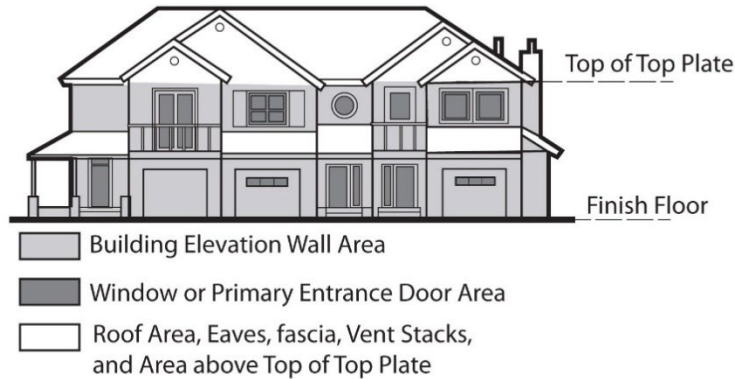 Top of Top Plate
Finish Floor
Building Elevation Wall Area
Window or Primary Entrance Door Area
Roof Area, Eaves, fascia, Vent Stacks,
and Area above Top of Top Plate